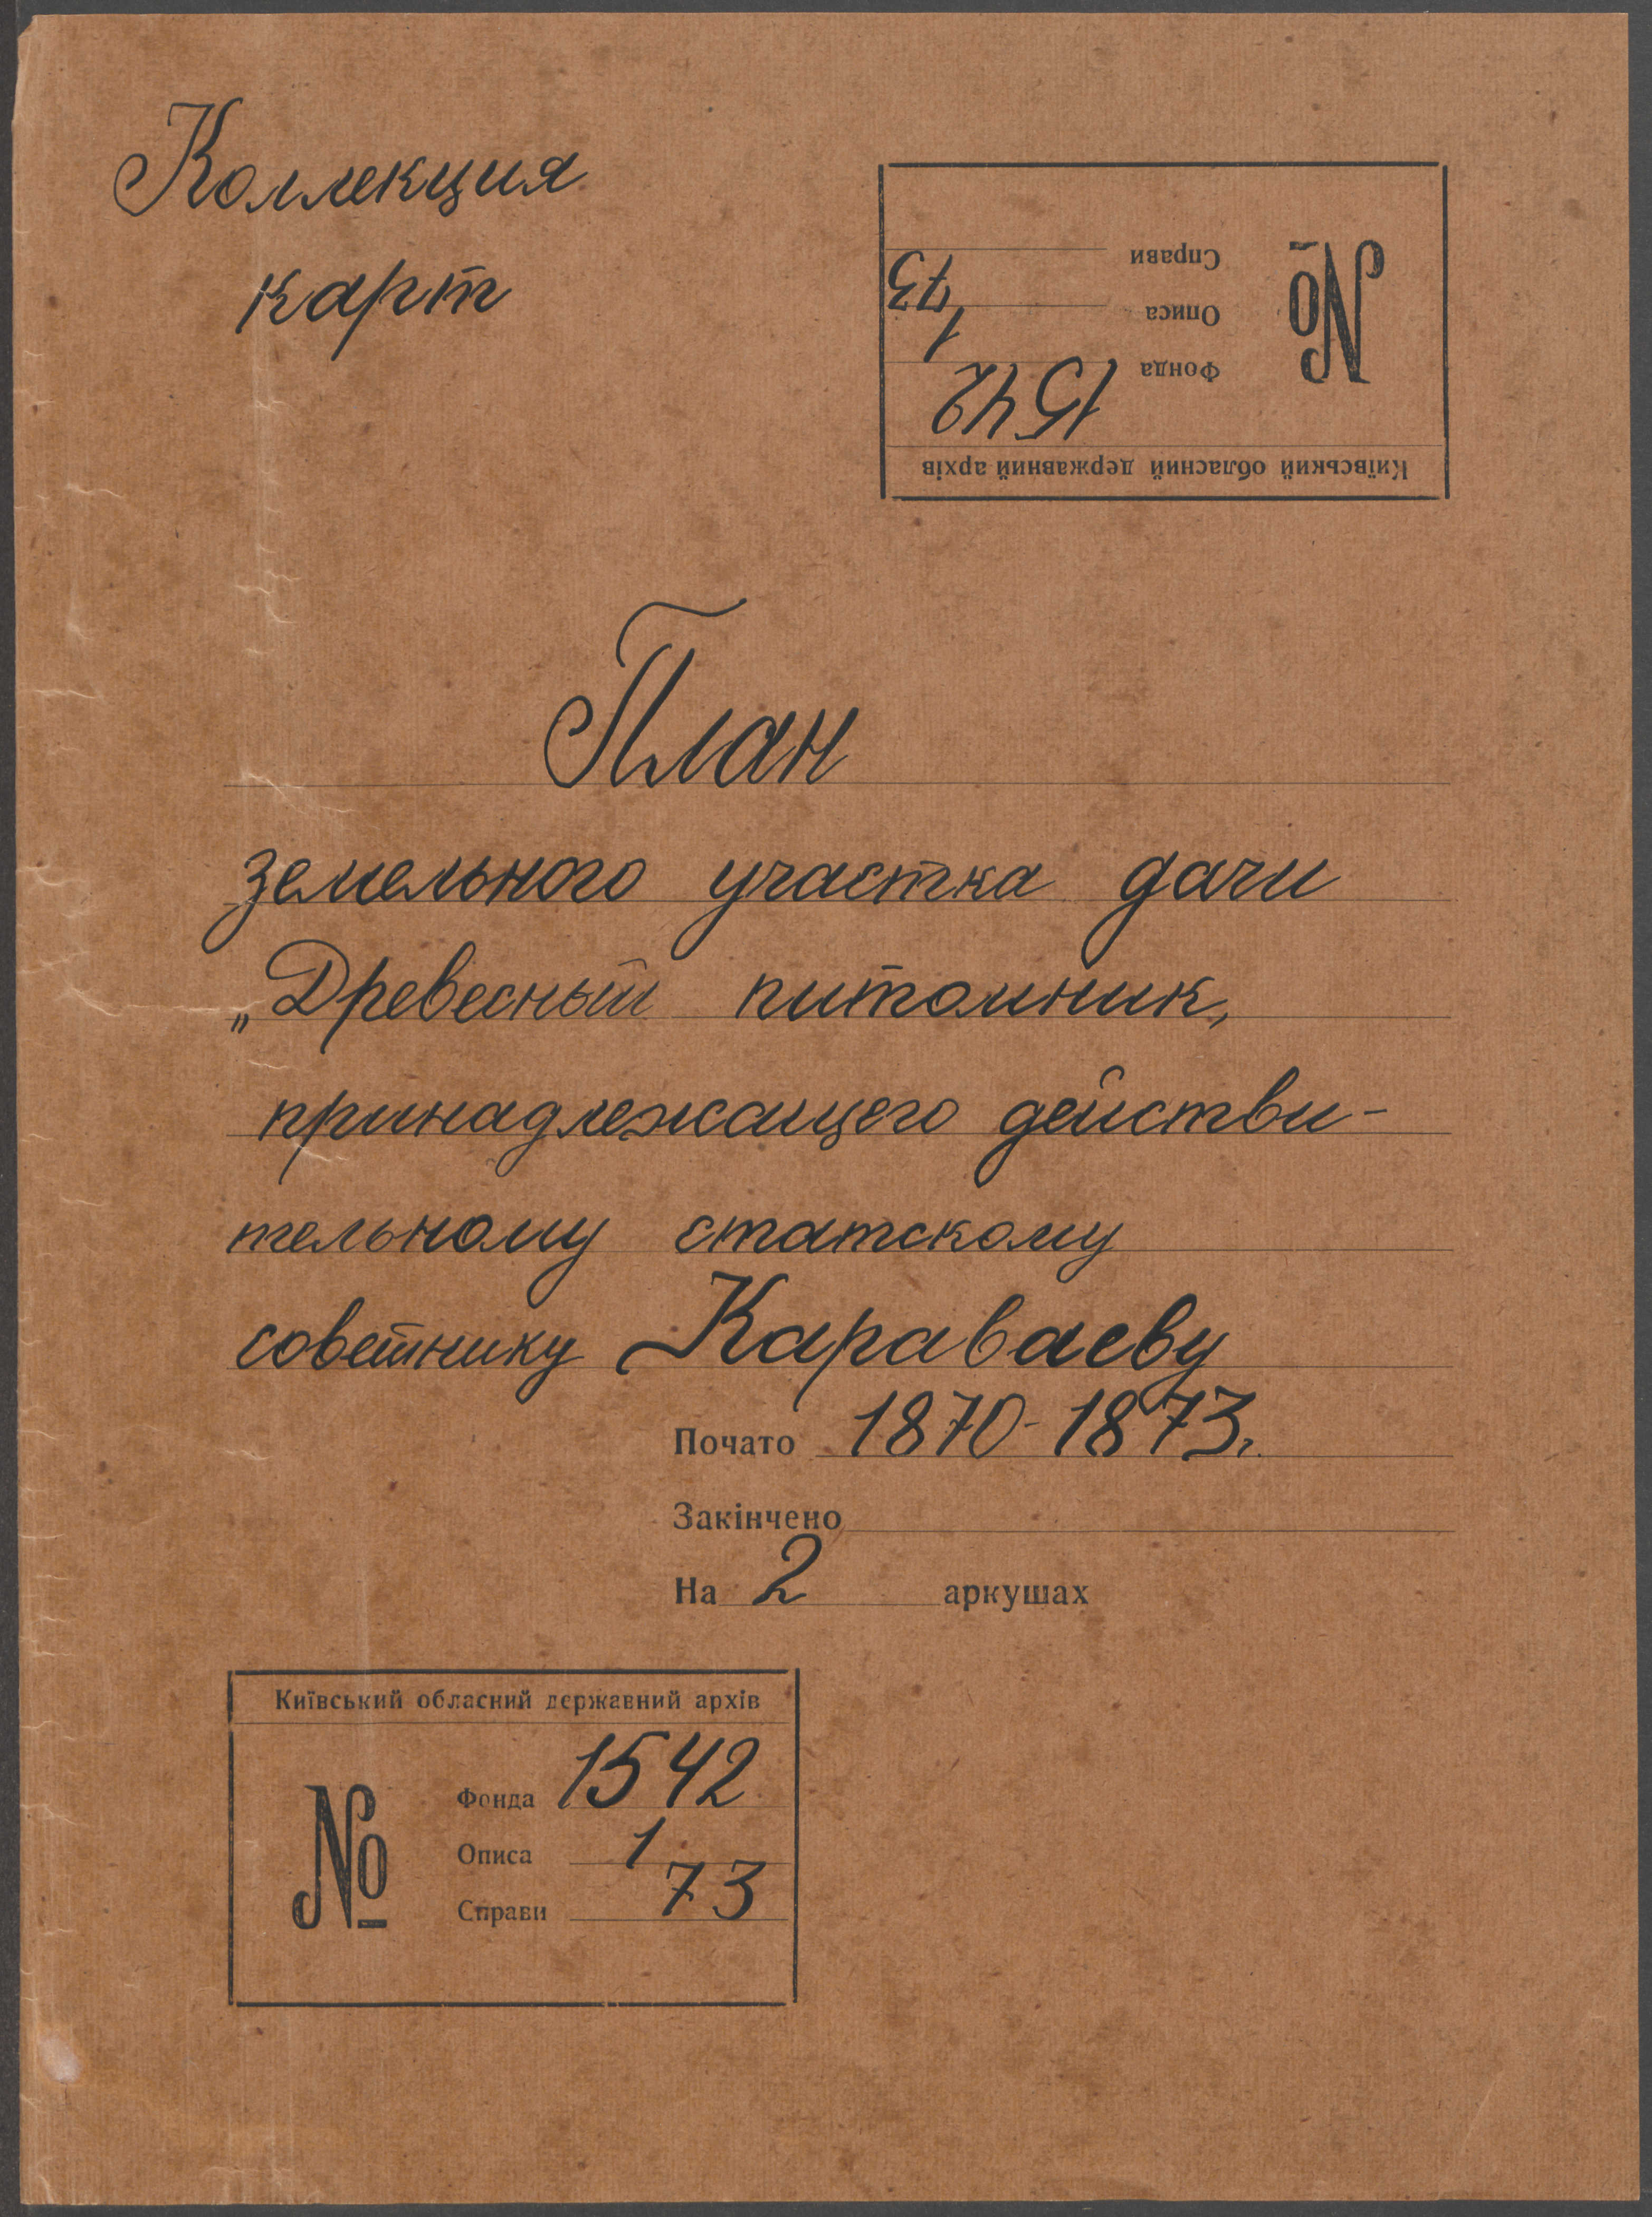 Коллекция
карт
Київський обласний державний архів
№
Фонда 1542
Описа 1
Справи 73
План
земельного участка дачи
„Древесный питомник,
принадлежащего действи-
тельному статскому
советнику Караваеву
Почато 1870-1873г.
Закінчено
На 2 аркушах
Київський обласний державний архів
№
Фонда 1542
Описа 1
Справи 73